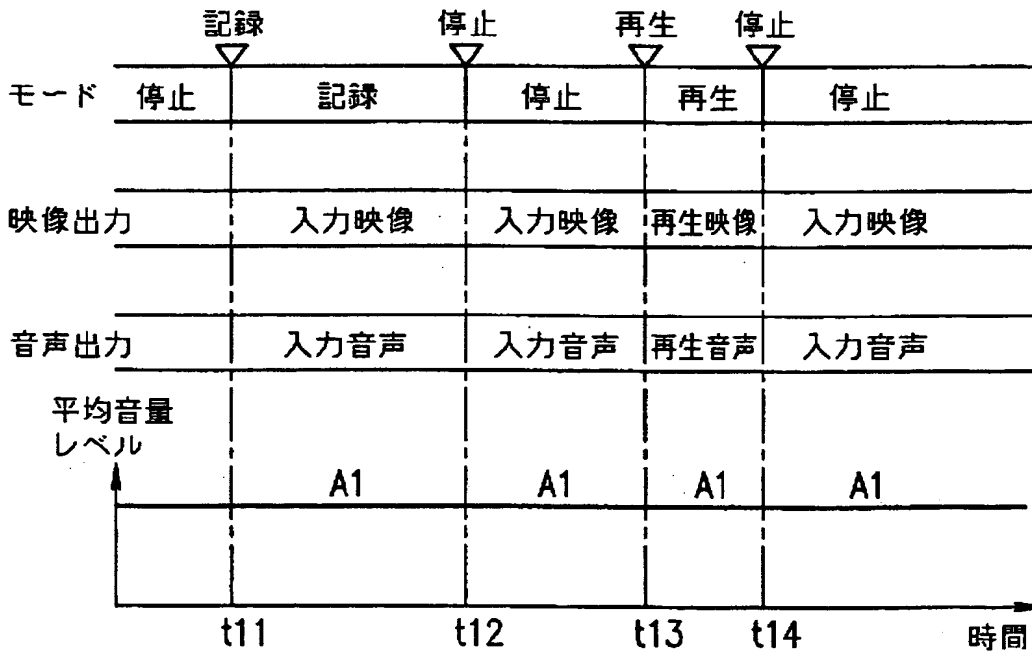 記録 停止 再生 停止
モード 停止 記録 停止 再生 停止
映像出力 入力映像 入力映像 再生映像 入力映像
音声出力 入力音声 入力音声 再生音声 入力音声
平均音量
レベル
A1 A1 A1 A1
t11 t12 t13 t14 時間